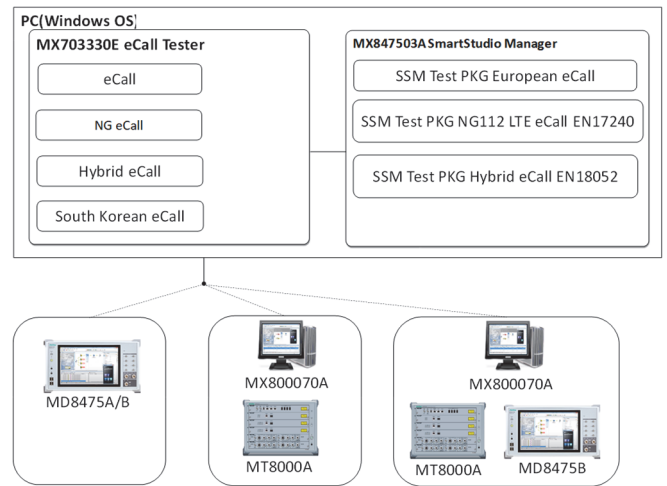 PC(Windows OS)
MX703330E eCall Tester
eCall
NG eCall
Hybrid eCall
South Korean eCall
MX847503A SmartStudio Manager
SSM Test PKG European eCall
SSM Test PKG NG112 LTE eCall EN17240
SSM Test PKG Hybrid eCall EN18052
MD8475A/B
MX800070A
MT8000A
MX800070A
MT8000A
MD8475B